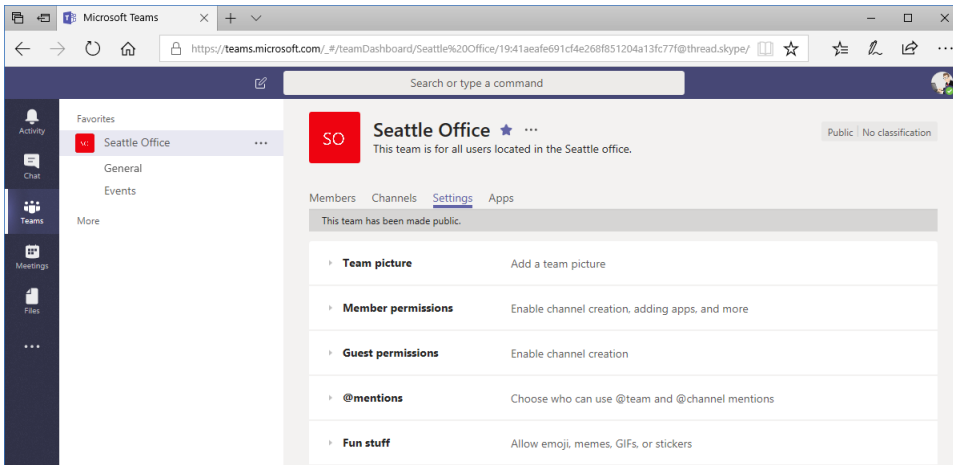 Microsoft Teams
https://teams.microsoft.com/_#/teamDashboard/Seattle%20Office/19:41aeafe691cf4e268f851204a13fc77f@thread.skype/
Search or type a command
Activity
Chat
Teams
Meetings
Files
Favorites
SO Seattle Office
General
Events
More
SO
Seattle Office
This team is for all users located in the Seattle office.
Public No classification
Members Channels Settings Apps
This team has been made public.
Team picture Add a team picture
Member permissions Enable channel creation, adding apps, and more
Guest permissions Enable channel creation
@mentions Choose who can use @team and @channel mentions
Fun stuff Allow emoji, memes, GIFs, or stickers